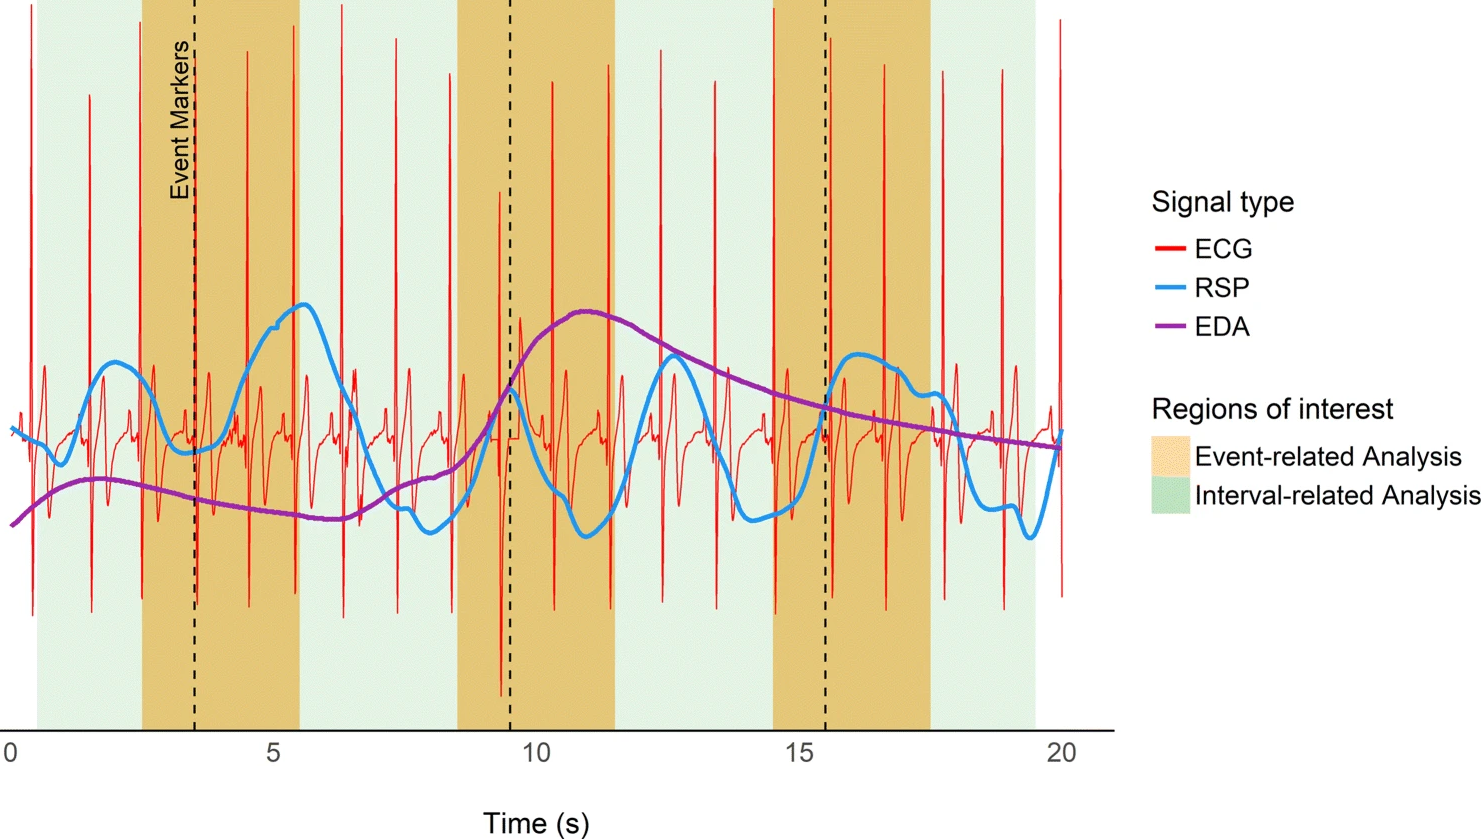 Event Markers
0 5 10 15 20
Time (s)
Signal type
ECG
RSP
EDA
Regions of interest
Event-related Analysis
Interval-related Analysis